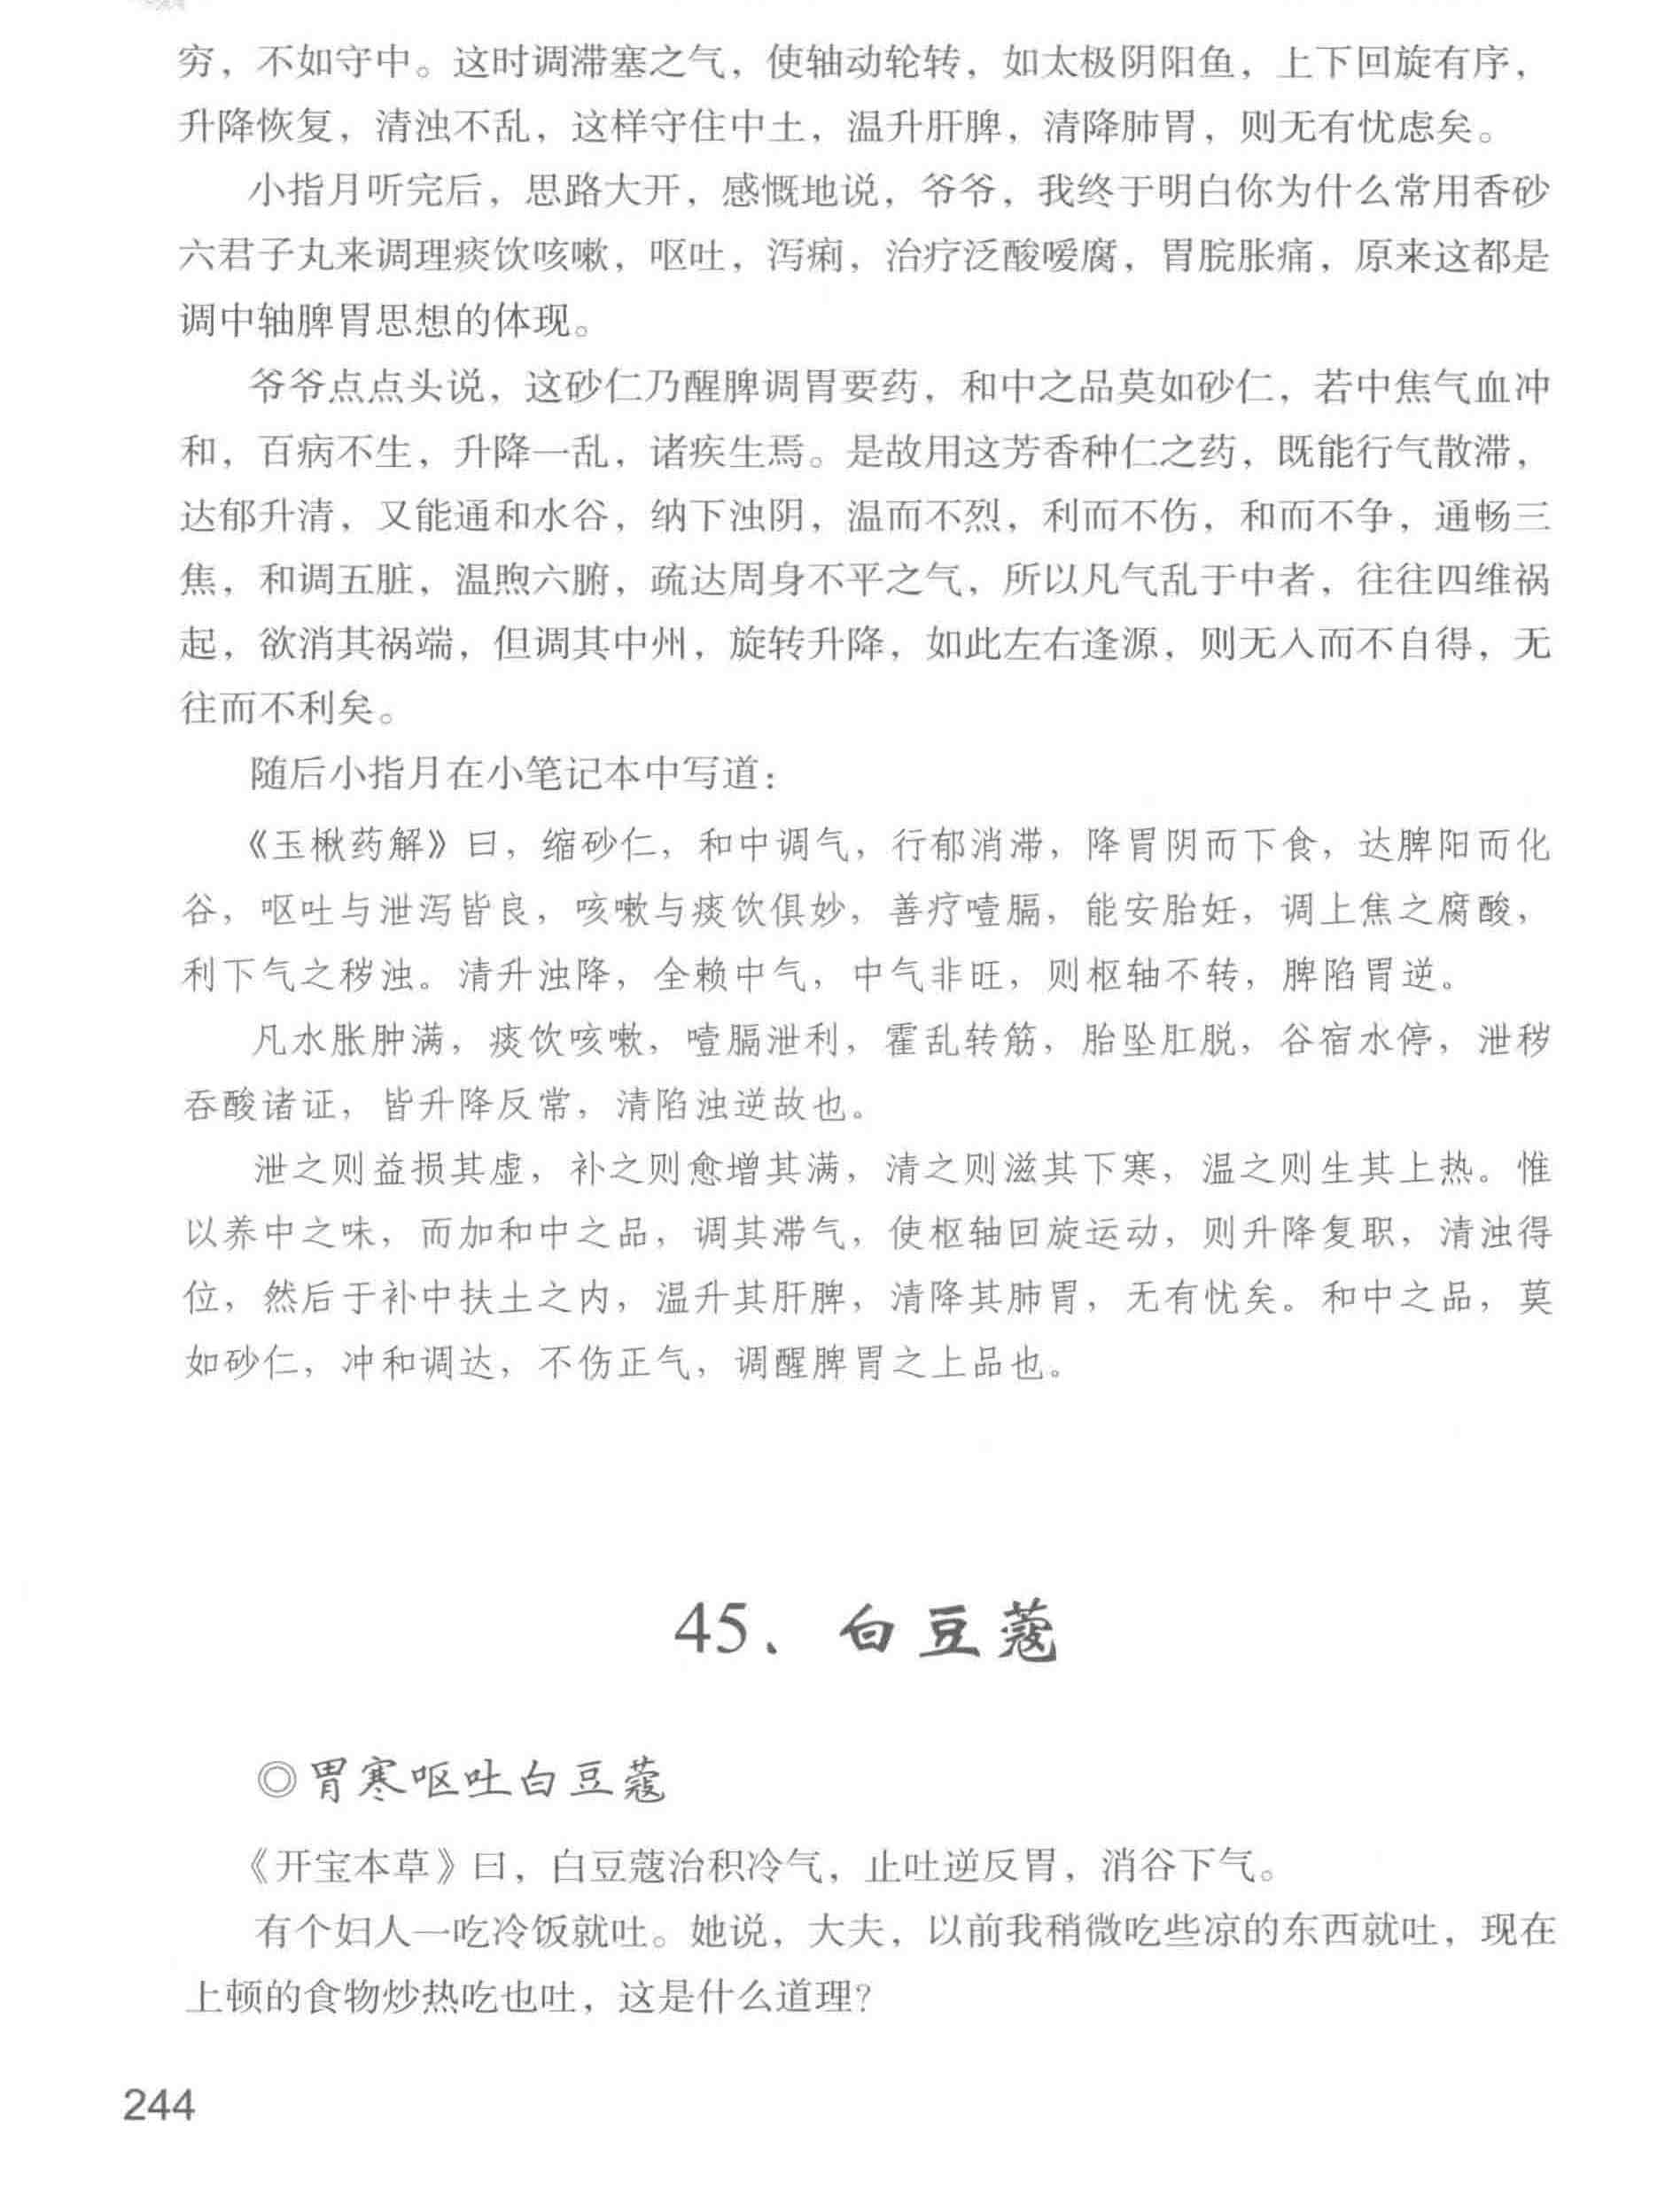 穷，不如守中。这时调滞塞之气，使轴动轮转，如太极阴阳鱼，上下回旋有序，
升降恢复，清浊不乱，这样守住中土，温升肝脾，清降肺胃，则无有忧虑矣。
小指月听完后，思路大开，感慨地说，爷爷，我终于明白你为什么常用香砂
六君子丸来调理痰饮咳嗽，呕吐，泻痢，治疗泛酸嗳腐，胃脘胀痛，原来这都是
调中轴脾胃思想的体现。
爷爷点点头说，这砂仁乃醒脾调胃要药，和中之品莫如砂仁，若中焦气血冲
和，百病不生，升降一乱，诸疾生焉。是故用这芳香种仁之药，既能行气散滞，
达郁升清，又能通和水谷，纳下浊阴，温而不烈，利而不伤，和而不争，通畅三
焦，和调五脏，温煦六腑，疏达周身不平之气，所以凡气乱于中者，往往四维祸
起，欲消其祸端，但调其中州，旋转升降，如此左右逢源，则无入而不自得，无
往而不利矣。
随后小指月在小笔记本中写道：
《玉楸药解》曰，缩砂仁，和中调气，行郁消滞，降胃阴而下食，达脾阳而化
谷，呕吐与泄泻皆良，咳嗽与痰饮俱妙，善疗噎膈，能安胎妊，调上焦之腐酸，
利下气之秽浊。清升浊降，全赖中气，中气非旺，则枢轴不转，脾陷胃逆。
凡水胀肿满，痰饮咳嗽，噎膈泄利，霍乱转筋，胎坠肛脱，谷宿水停，泄秽
吞酸诸证，皆升降反常，清陷浊逆故也。
泄之则益损其虚，补之则愈增其满，清之则滋其下寒，温之则生其上热。惟
以养中之味，而加和中之品，调其滞气，使枢轴回旋运动，则升降复职，清浊得
位，然后于补中扶土之内，温升其肝脾，清降其肺胃，无有忧矣。和中之品，莫
如砂仁，冲和调达，不伤正气，调醒脾胃之上品也。
45、白豆蔻
◎胃寒呕吐白豆蔻
《开宝本草》曰，白豆蔻治积冷气，止吐逆反胃，消谷下气。
有个妇人一吃冷饭就吐。她说，大夫，以前我稍微吃些凉的东西就吐，现在
上顿的食物炒热吃也吐，这是什么道理？
244